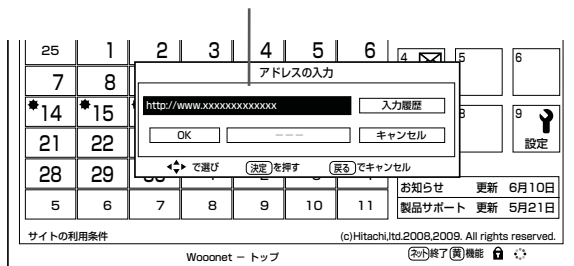 25 1 2 3 4 5 6 4 5 6
アドレスの入力
7 8
http://www.xxxxxxxxxxxxx 入力履歴
14 15 9
OK --- キャンセル
21 22 設定
で選び 決定を押す 戻るでキャンセル
28 29
お知らせ 更新 6月10日
5 6 7 8 9 10 11 製品サポート 更新 5月21日
サイトの利用条件 (c)Hitachi,ltd.2008,2009. All rights reserved.
Wooonet − トップ ネット終了 黄機能